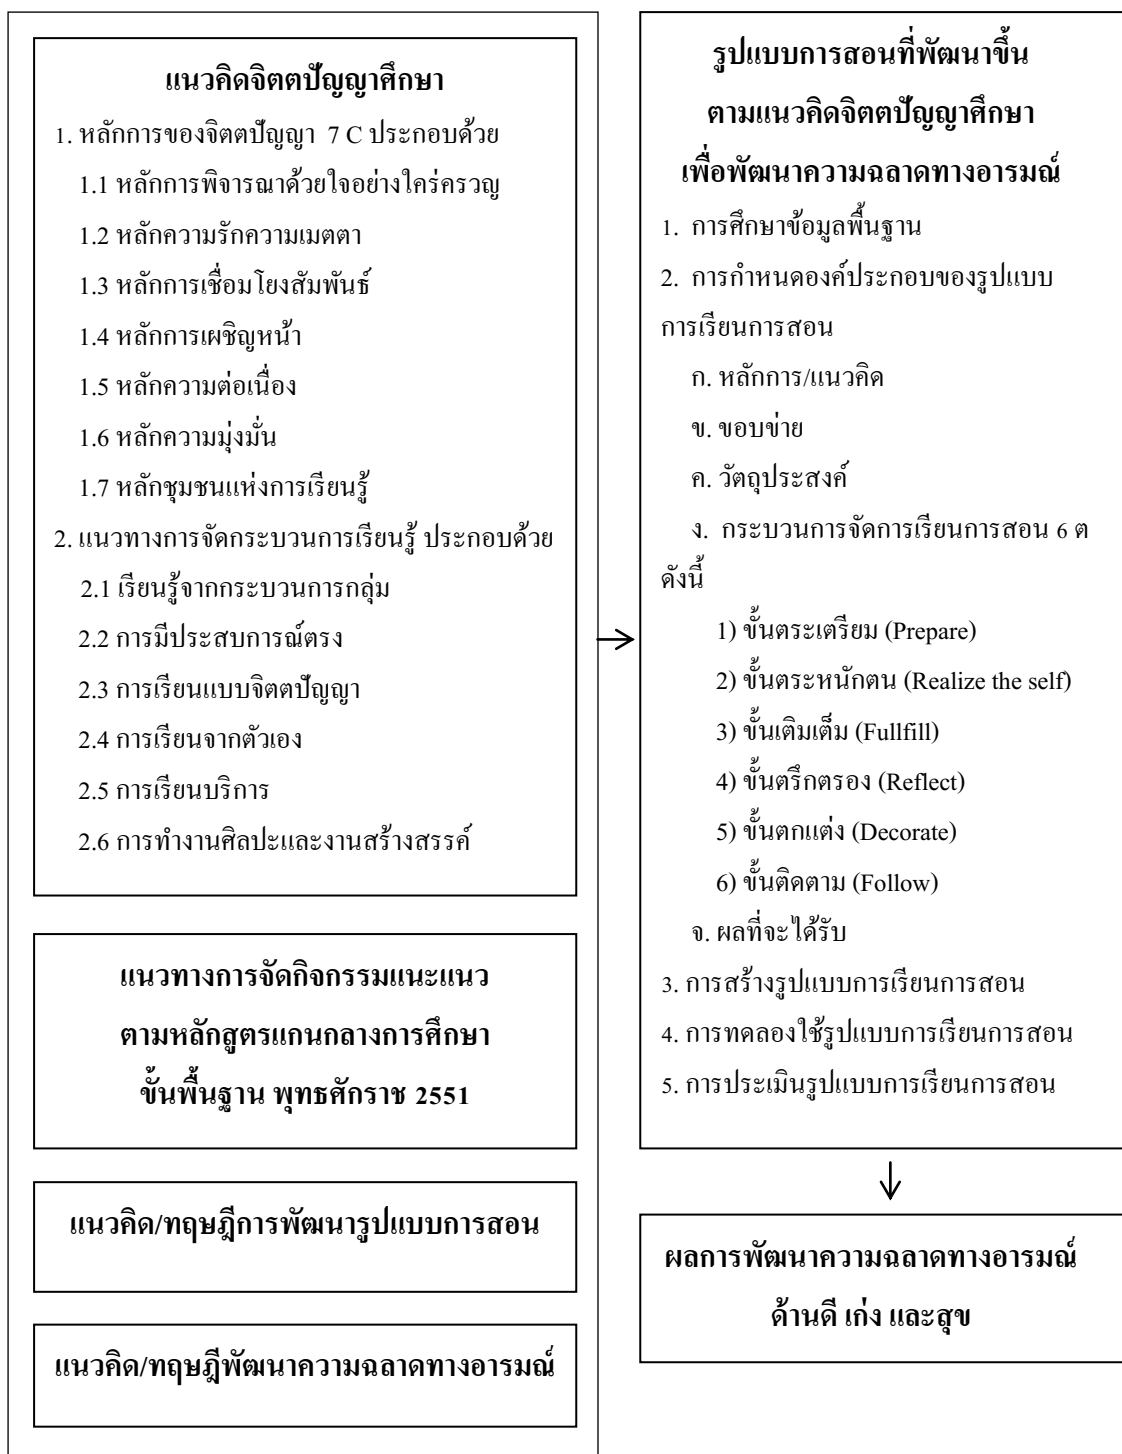 แนวคิดจิตตปัญญาศึกษา
1. หลักการของจิตตปัญญา 7 C ประกอบด้วย
1.1 หลักการพิจารณาด้วยใจอย่างใคร่ครวญ
1.2 หลักความรักความเมตตา
1.3 หลักการเชื่อมโยงสัมพันธ์
1.4 หลักการเผชิญหน้า
1.5 หลักความต่อเนื่อง
1.6 หลักความมุ่งมั่น
1.7 หลักชุมชนแห่งการเรียนรู้
2. แนวทางการจัดกระบวนการเรียนรู้ ประกอบด้วย
2.1 เรียนรู้จากกระบวนการกลุ่ม
2.2 การมีประสบการณ์ตรง
2.3 การเรียนแบบจิตตปัญญา
2.4 การเรียนจากตัวเอง
2.5 การเรียนบริการ
2.6 การทำงานศิลปะและงานสร้างสรรค์
แนวทางการจัดกิจกรรมแนะแนว
ตามหลักสูตรแกนกลางการศึกษา
ขั้นพื้นฐาน พุทธศักราช 2551
แนวคิด/ทฤษฎีการพัฒนารูปแบบการสอน
แนวคิด/ทฤษฎีพัฒนาความฉลาดทางอารมณ์
รูปแบบการสอนที่พัฒนาขึ้น
ตามแนวคิดจิตตปัญญาศึกษา
เพื่อพัฒนาความฉลาดทางอารมณ์
1. การศึกษาข้อมูลพื้นฐาน
2. การกำหนดองค์ประกอบของรูปแบบ
การเรียนการสอน
ก. หลักการ/แนวคิด
ข. ขอบข่าย
ค. วัตถุประสงค์
ง. กระบวนการจัดการเรียนการสอน 6 ต
ดังนี้
1) ขั้นตระเตรียม (Prepare)
2) ขั้นตระหนักตน (Realize the self)
3) ขั้นเติมเต็ม (Fullfill)
4) ขั้นตรึกตรอง (Reflect)
5) ขั้นตกแต่ง (Decorate)
6) ขั้นติดตาม (Follow)
จ. ผลที่จะได้รับ
3. การสร้างรูปแบบการเรียนการสอน
4. การทดลองใช้รูปแบบการเรียนการสอน
5. การประเมินรูปแบบการเรียนการสอน
ผลการพัฒนาความฉลาดทางอารมณ์
ด้านดี เก่ง และสุข